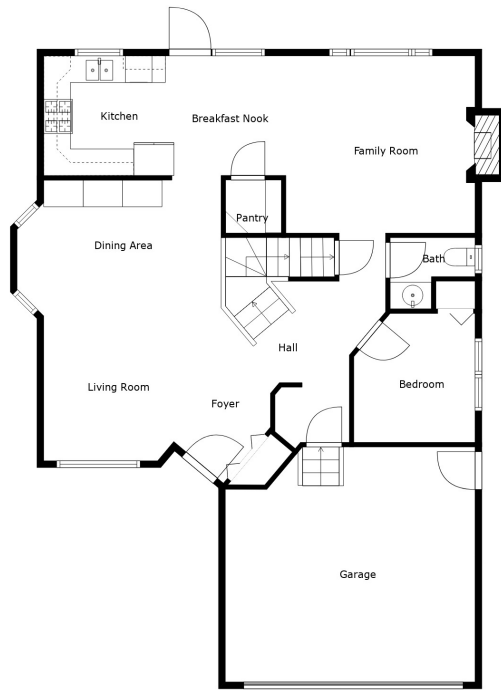 Kitchen
Breakfast Nook
Family Room
Pantry
Dining Area
Bath
Hall
Living Room
Bedroom
Foyer
Garage